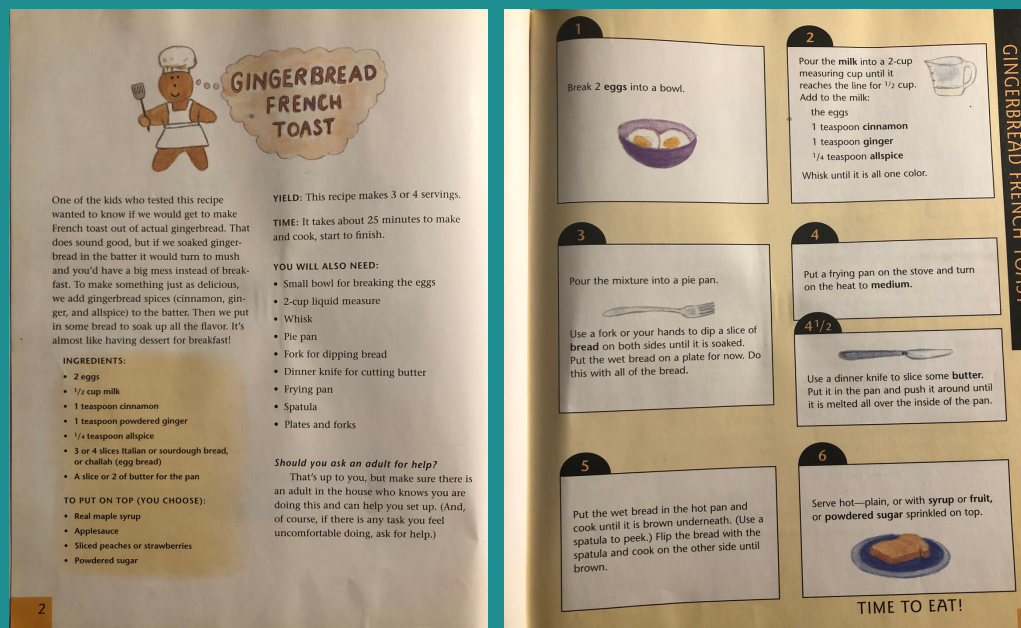 GINGERBREAD
FRENCH
TOAST
One of the kids who tested this recipe
wanted to know if we would get to make
French toast out of actual gingerbread. That
does sound good, but if we soaked ginger-
bread in the batter it would turn to mush
and you'd have a big mess instead of break-
fast. To make something just as delicious,
we add gingerbread spices (cinnamon, gin-
ger, and allspice) to the batter. Then we put
in some bread to soak up all the flavor. It's
almost like having dessert for breakfast!
INGREDIENTS:
• 2 eggs
• 1/2 cup milk
• 1 teaspoon cinnamon
• 1 teaspoon powdered ginger
• 1/4 teaspoon allspice
• 3 or 4 slices Italian or sourdough bread,
or challah (egg bread)
• A slice or 2 of butter for the pan
TO PUT ON TOP (YOU CHOOSE):
• Real maple syrup
• Applesauce
• Sliced peaches or strawberries
• Powdered sugar
YIELD: This recipe makes 3 or 4 servings.
TIME: It takes about 25 minutes to make
and cook, start to finish.
YOU WILL ALSO NEED:
• Small bowl for breaking the eggs
• 2-cup liquid measure
• Whisk
• Pie pan
• Fork for dipping bread
• Dinner knife for cutting butter
• Frying pan
• Spatula
• Plates and forks
Should you ask an adult for help?
That's up to you, but make sure there is
an adult in the house who knows you are
doing this and can help you set up. (And,
of course, if there is any task you feel
uncomfortable doing, ask for help.)
2
1
Break 2 eggs into a bowl.
2
Pour the milk into a 2-cup
measuring cup until it
reaches the line for 1/2 cup.
Add to the milk:
the eggs
1 teaspoon cinnamon
1 teaspoon ginger
1/4 teaspoon allspice
Whisk until it is all one color.
3
Pour the mixture into a pie pan.
Use a fork or your hands to dip a slice of
bread on both sides until it is soaked.
Put the wet bread on a plate for now. Do
this with all of the bread.
4
Put a frying pan on the stove and turn
on the heat to medium.
4 1/2
Use a dinner knife to slice some butter.
Put it in the pan and push it around until
it is melted all over the inside of the pan.
5
Put the wet bread in the hot pan and
cook until it is brown underneath. (Use a
spatula to peek.) Flip the bread with the
spatula and cook on the other side until
brown.
6
Serve hot—plain, or with syrup or fruit,
or powdered sugar sprinkled on top.
TIME TO EAT!
GINGERBREAD FRENCH TOAST